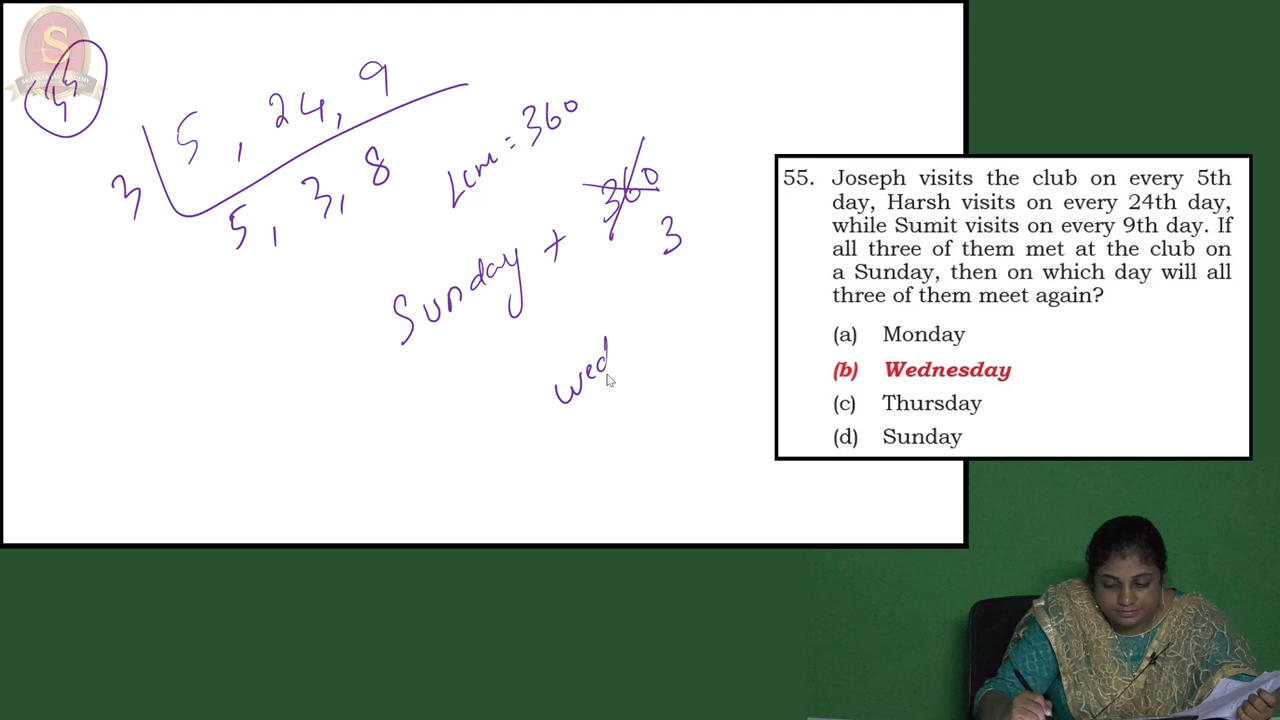 S
44
3
5, 24, 9
5, 3, 8
Lcm = 360
Sunday + 360
3
wed
55. Joseph visits the club on every 5th
day, Harsh visits on every 24th day,
while Sumit visits on every 9th day. If
all three of them met at the club on
a Sunday, then on which day will all
three of them meet again?
(a) Monday
(b) Wednesday
(c) Thursday
(d) Sunday